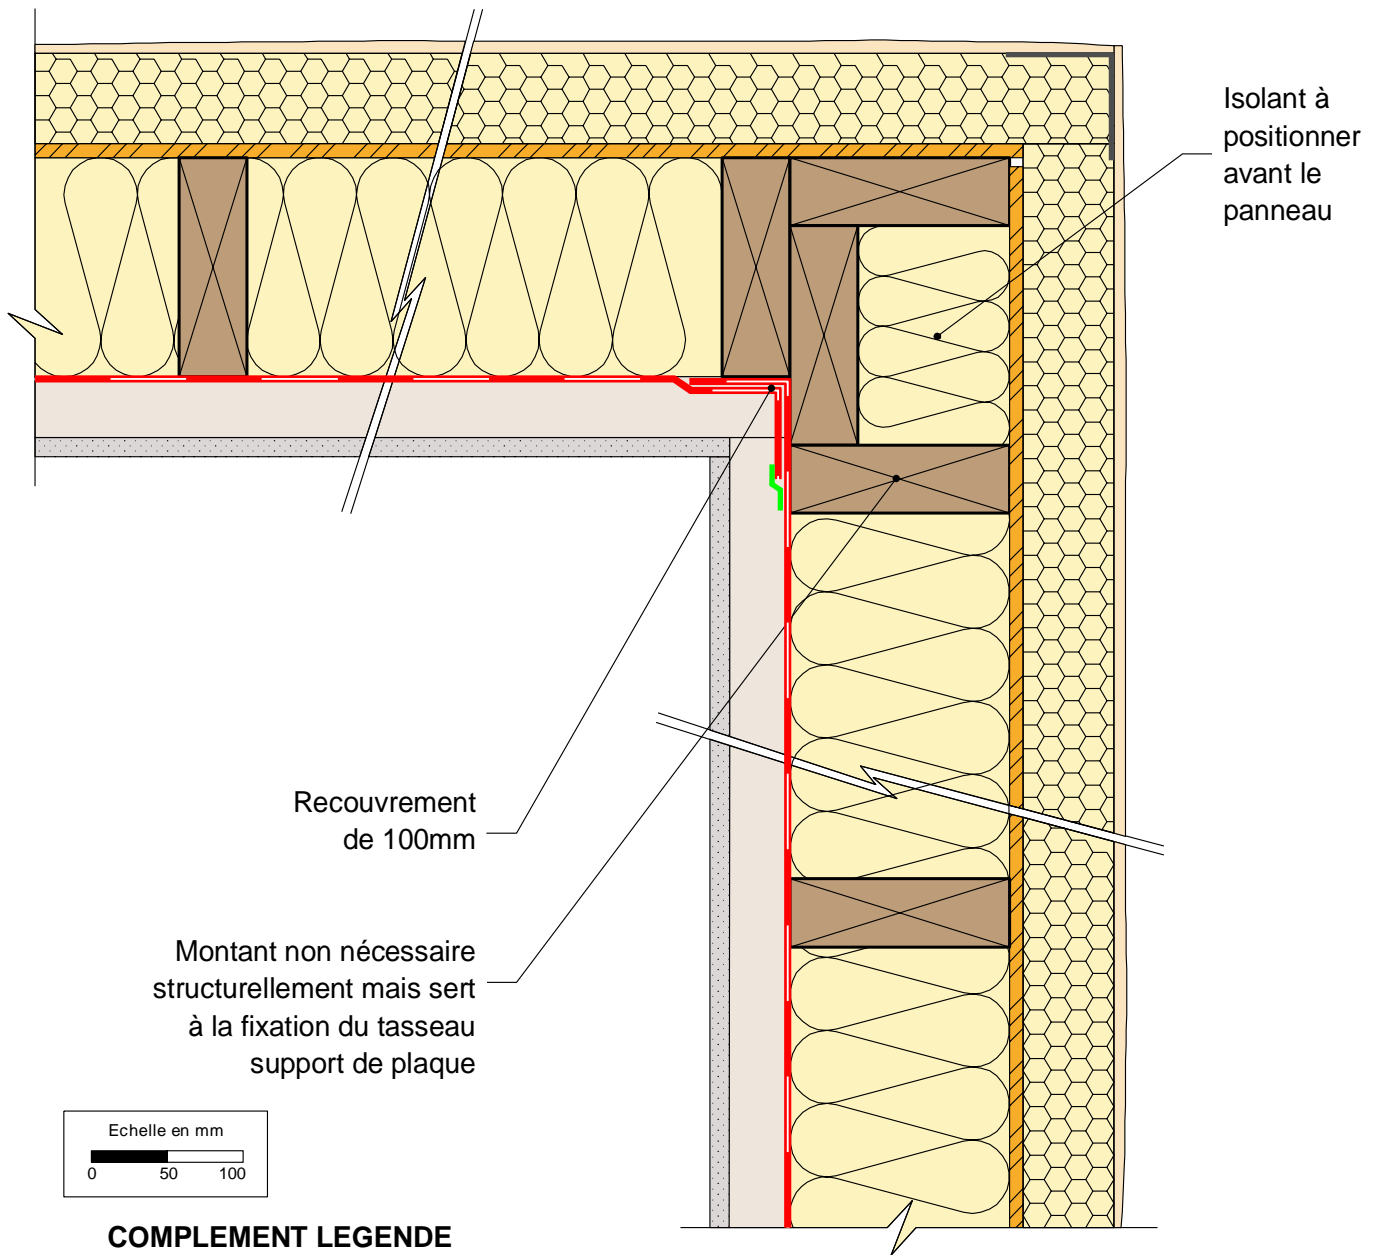 Isolant à
positionner
avant le
panneau
Recouvrement
de 100mm
Montant non nécessaire
structurellement mais sert
à la fixation du tasseau
support de plaque
Echelle en mm
0 50 100
COMPLEMENT LEGENDE